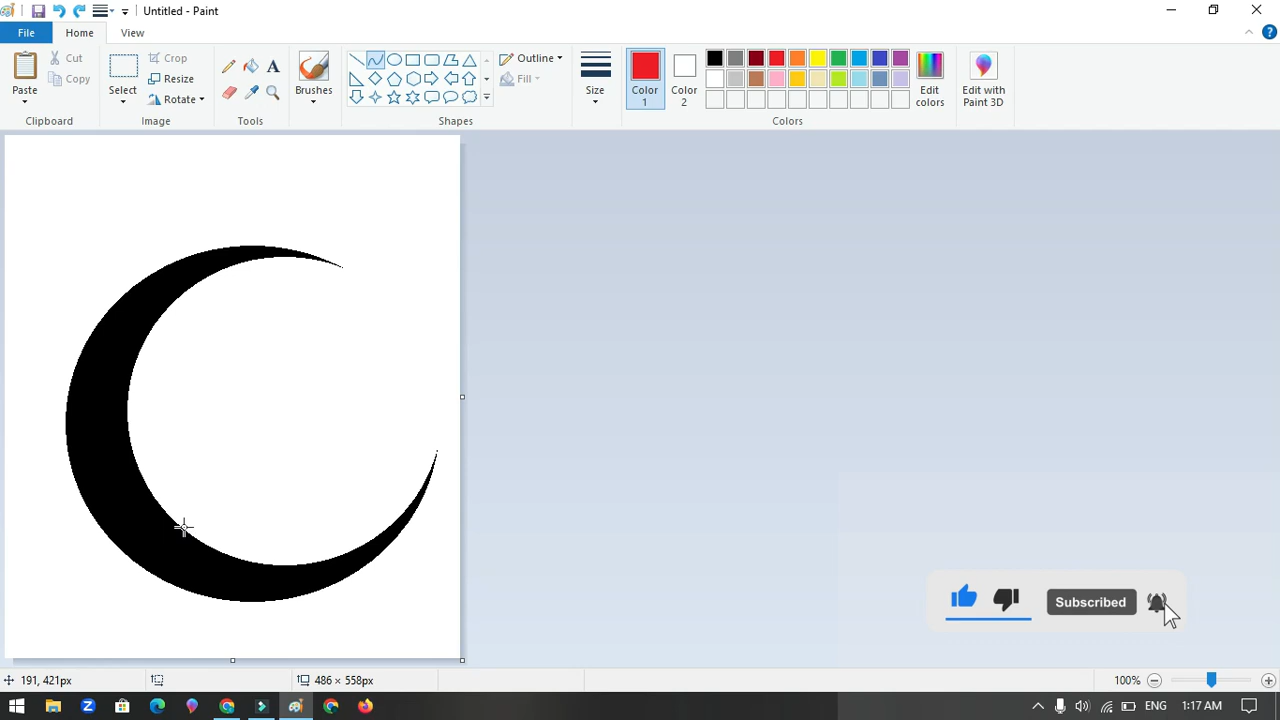 Untitled - Paint
File
Home
View
Paste
Cut
Copy
Select
Crop
Resize
Rotate
A
Brushes
Outline
Fill
Size
Color 1
Color 2
Edit colors
Edit with Paint 3D
?
Clipboard
Image
Tools
Shapes
Colors
Subscribed
191, 421px
486 × 558px
100%
Z
ENG
1:17 AM